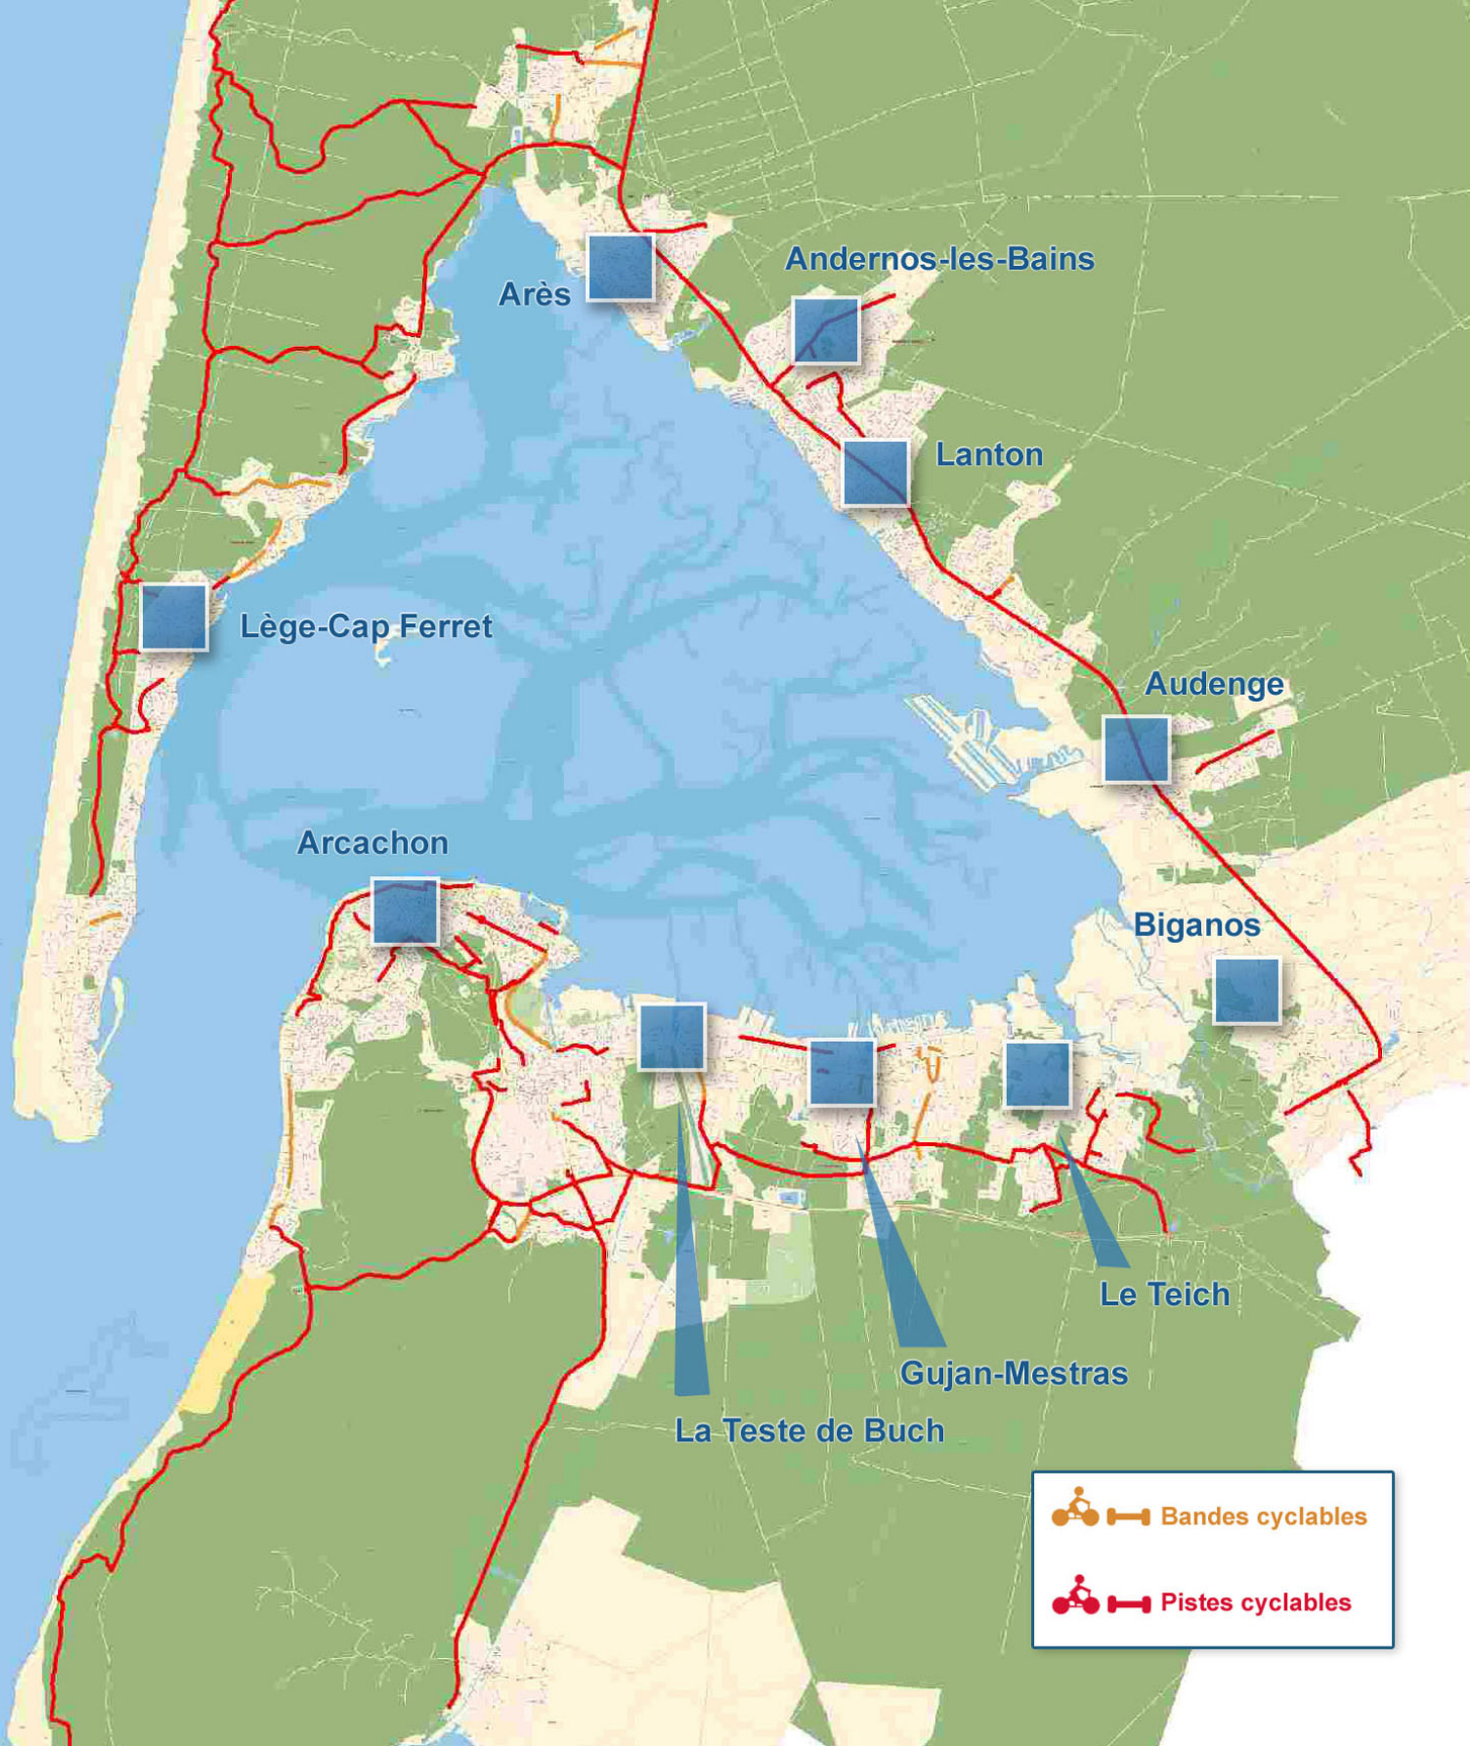 Andernos-les-Bains
Arès
Lanton
Lège-Cap Ferret
Audenge
Arcachon
Biganos
Le Teich
Gujan-Mestras
La Teste de Buch
Bandes cyclables
Pistes cyclables